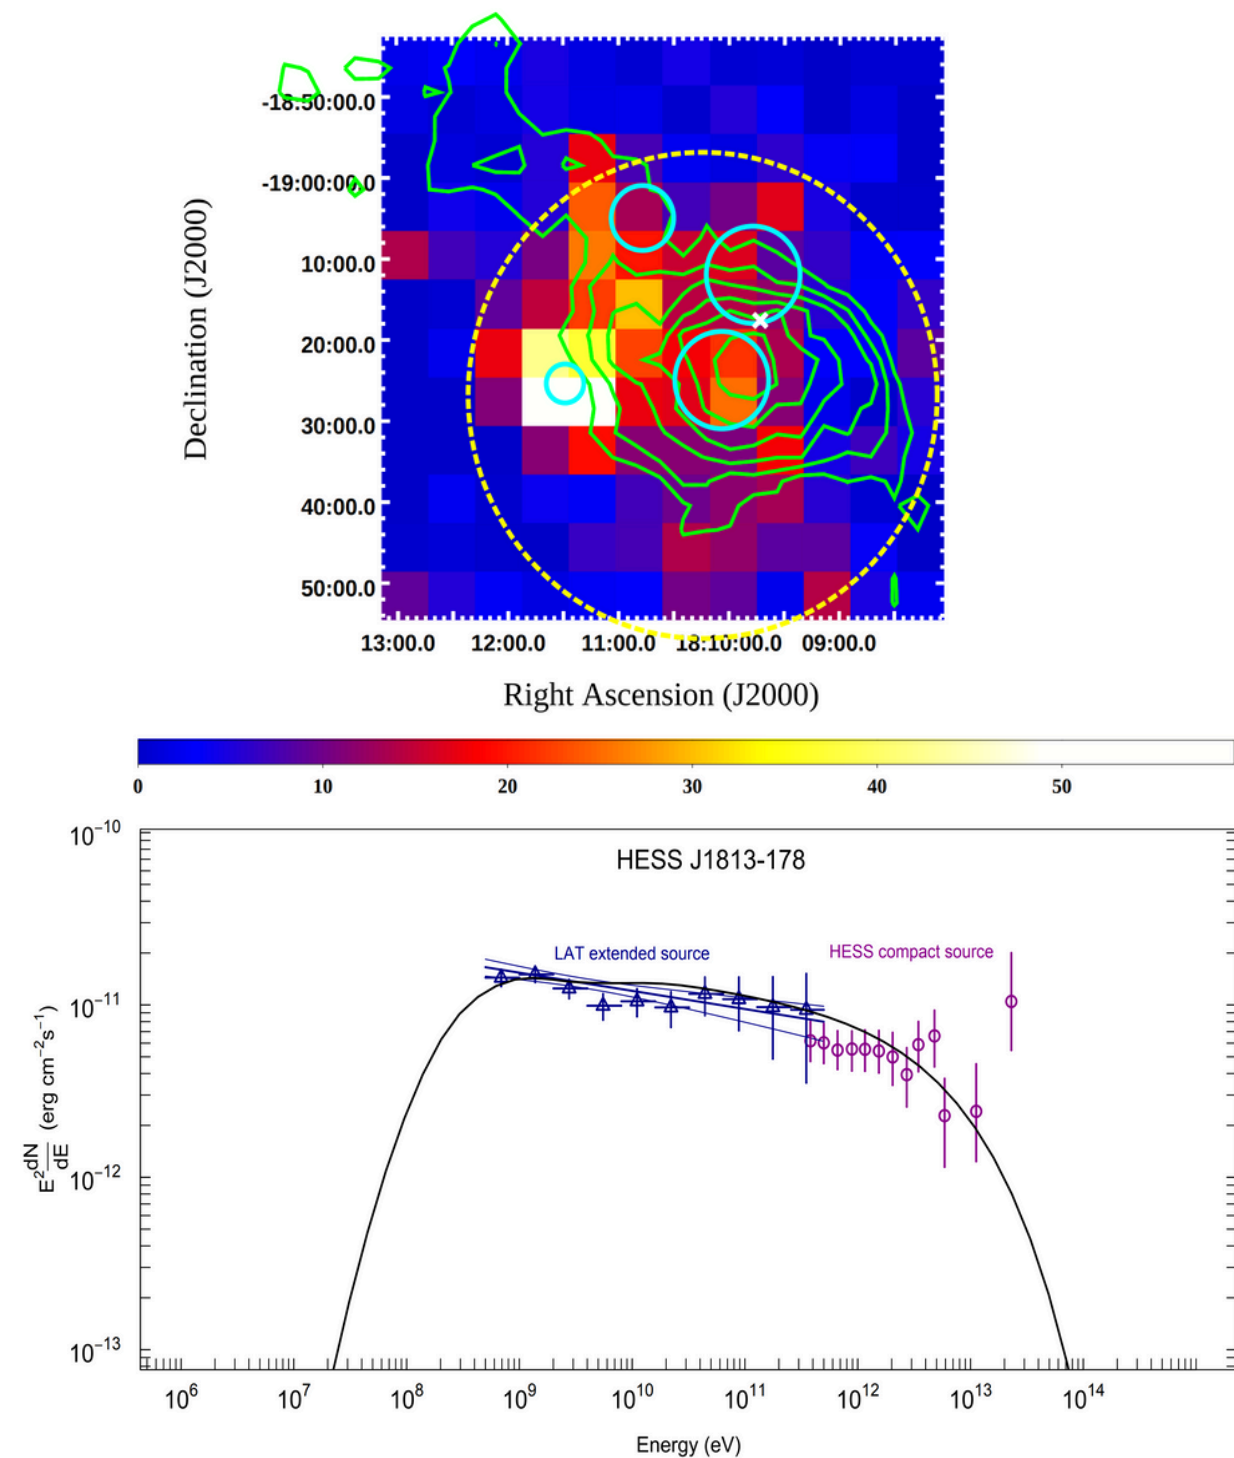 -18:50:00.0
-19:00:00.0
10:00.0
20:00.0
30:00.0
40:00.0
50:00.0
Declination (J2000)
13:00.0 12:00.0 11:00.0 18:10:00.0 09:00.0
Right Ascension (J2000)
0 10 20 30 40 50
HESS J1813-178
LAT extended source
HESS compact source
10⁻¹⁰
10⁻¹¹
10⁻¹²
10⁻¹³
E² dN/dE (erg cm⁻² s⁻¹)
10⁶ 10⁷ 10⁸ 10⁹ 10¹⁰ 10¹¹ 10¹² 10¹³ 10¹⁴
Energy (eV)